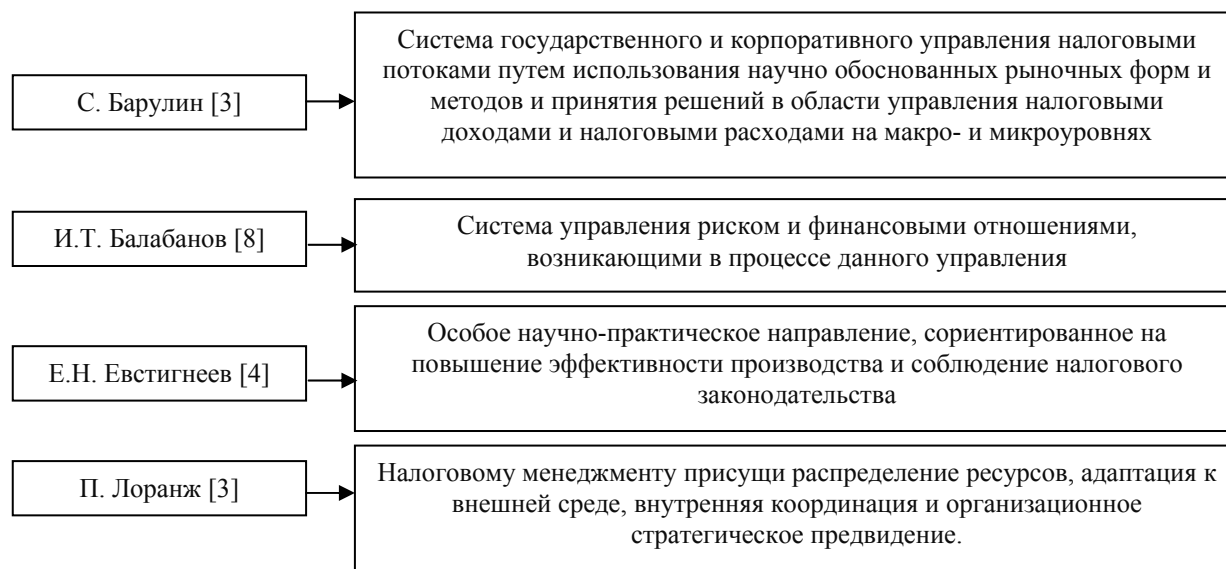 С. Барулин [3]
Система государственного и корпоративного управления налоговыми
потоками путем использования научно обоснованных рыночных форм и
методов и принятия решений в области управления налоговыми
доходами и налоговыми расходами на макро- и микроуровнях
И.Т. Балабанов [8]
Система управления риском и финансовыми отношениями,
возникающими в процессе данного управления
Е.Н. Евстигнеев [4]
Особое научно-практическое направление, сориентированное на
повышение эффективности производства и соблюдение налогового
законодательства
П. Лоранж [3]
Налоговому менеджменту присущи распределение ресурсов, адаптация к
внешней среде, внутренняя координация и организационное
стратегическое предвидение.